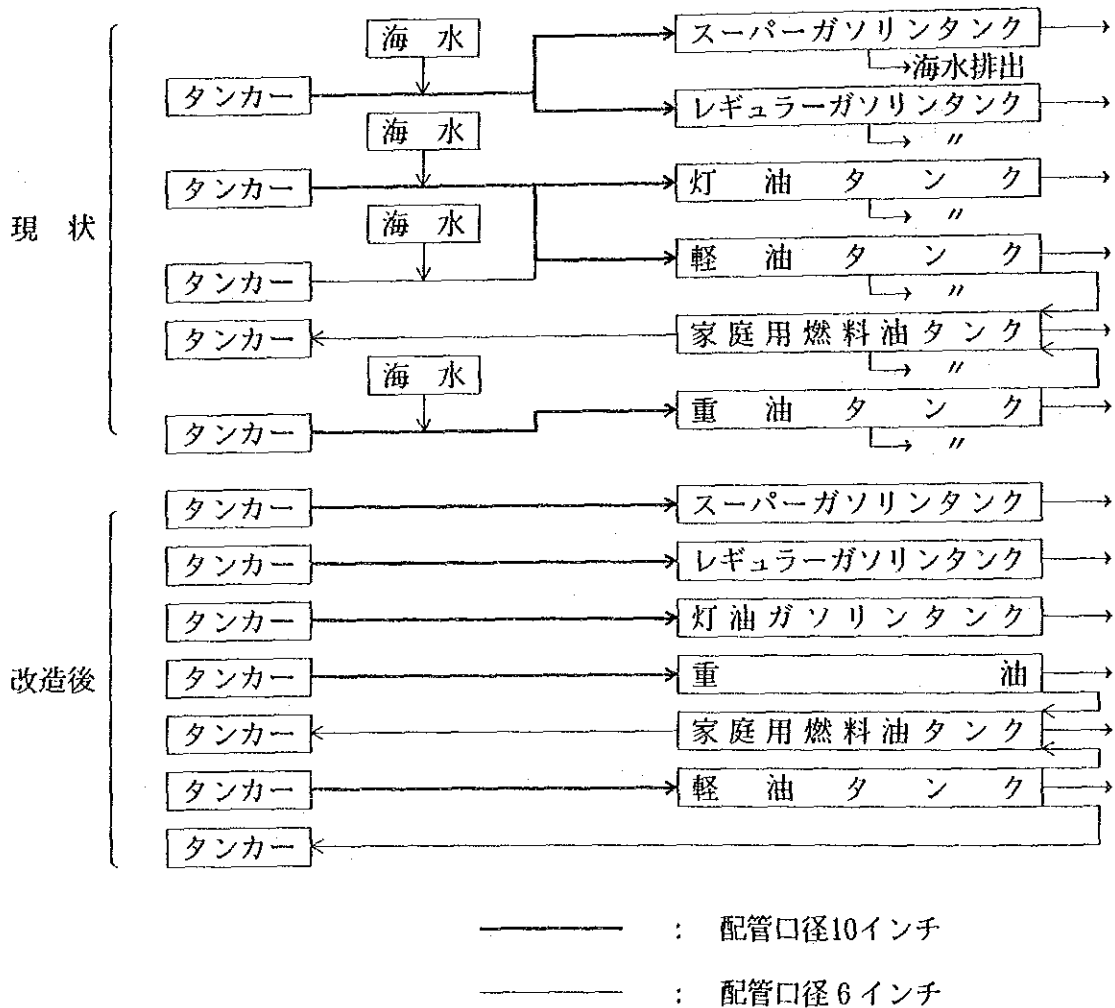 海 水
スーパーガソリンタンク
海水排出
タンカー
レギュラーガソリンタンク
海 水
〃
タンカー
灯 油 タ ン ク
現 状
海 水
〃
タンカー
軽 油 タ ン ク
〃
タンカー
家庭用燃料油タンク
海 水
〃
タンカー
重 油 タ ン ク
〃
タンカー
スーパーガソリンタンク
タンカー
レギュラーガソリンタンク
タンカー
灯油ガソリンタンク
改造後
タンカー
重 油
タンカー
家庭用燃料油タンク
タンカー
軽 油 タ ン ク
タンカー
: 配管口径10インチ
: 配管口径 6 インチ